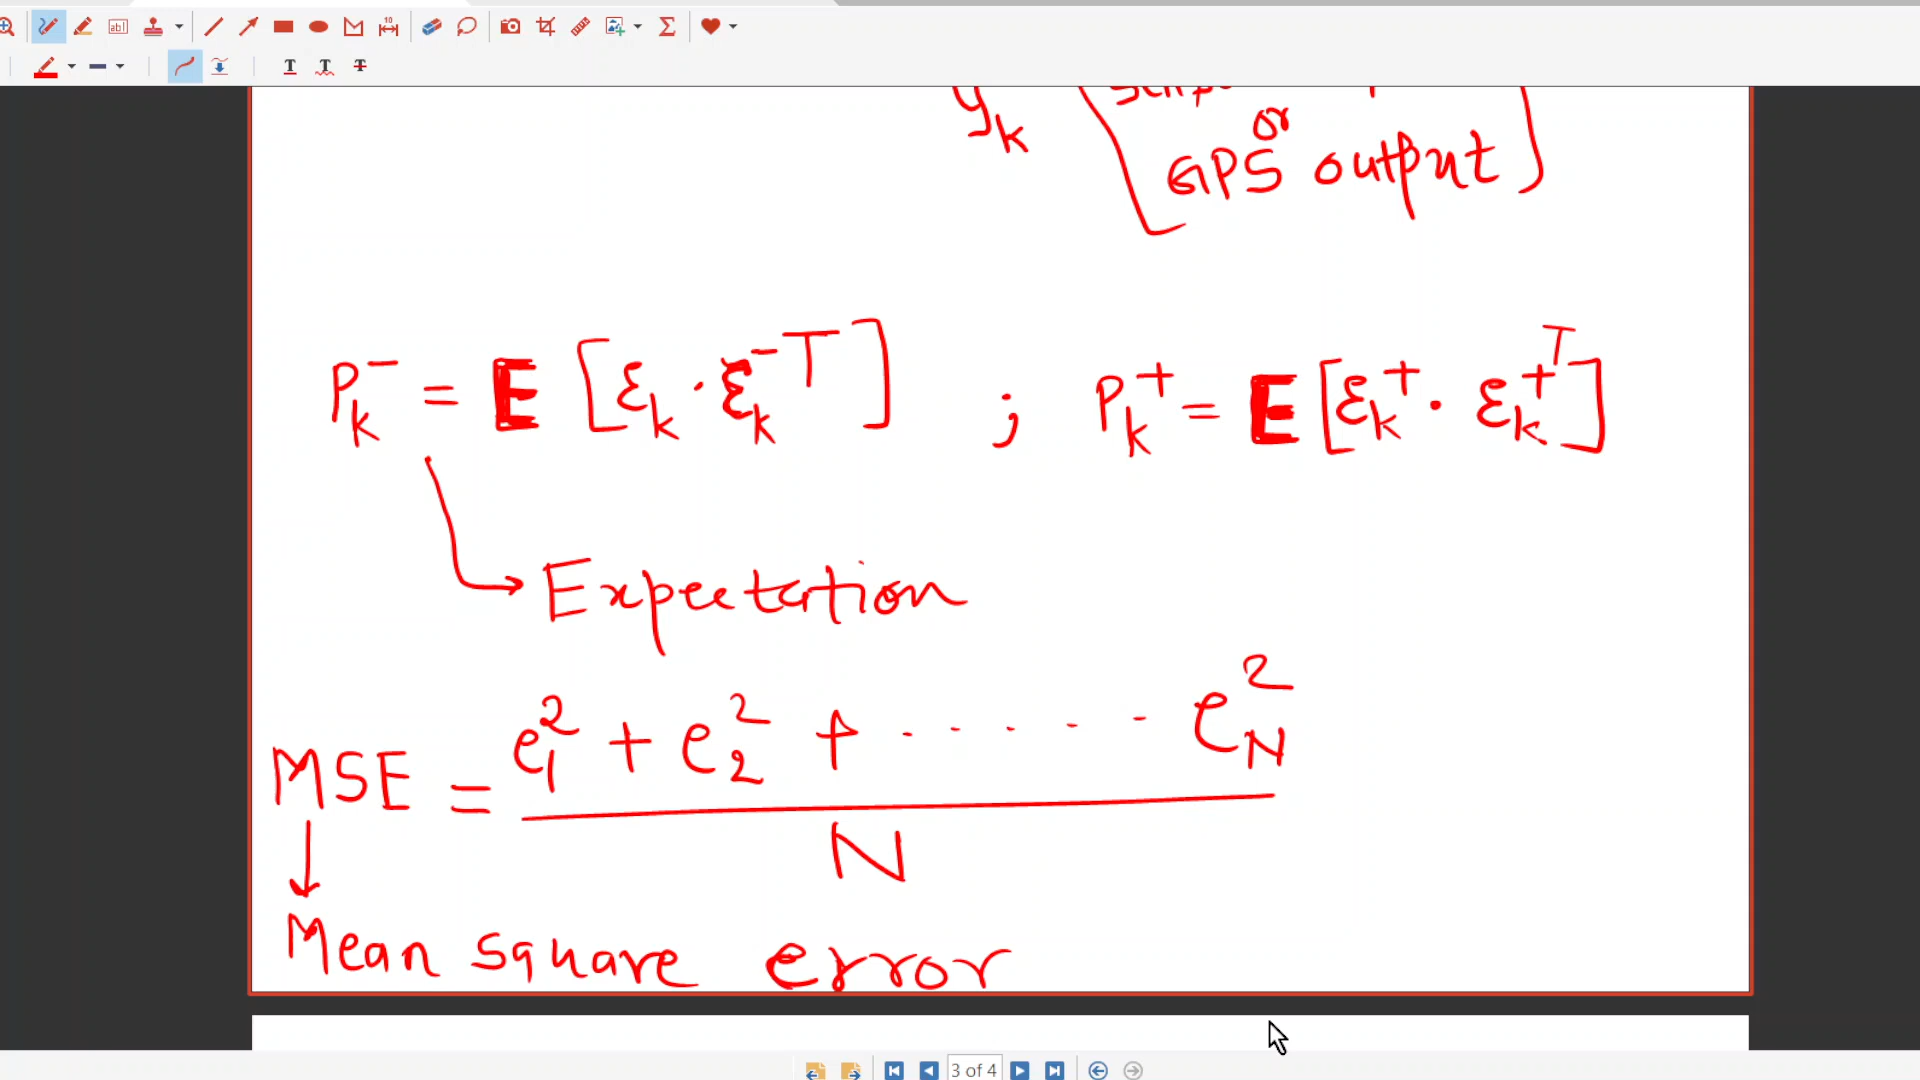 y_k
or
GPS output
P_k^- = E [ε_k · ε_k^{-T}] ; P_k^+ = E [ε_k^+ · ε_k^{+T}]
Expectation
MSE = (e_1^2 + e_2^2 + · · · · · · e_N^2) / N
Mean square error
3 of 4